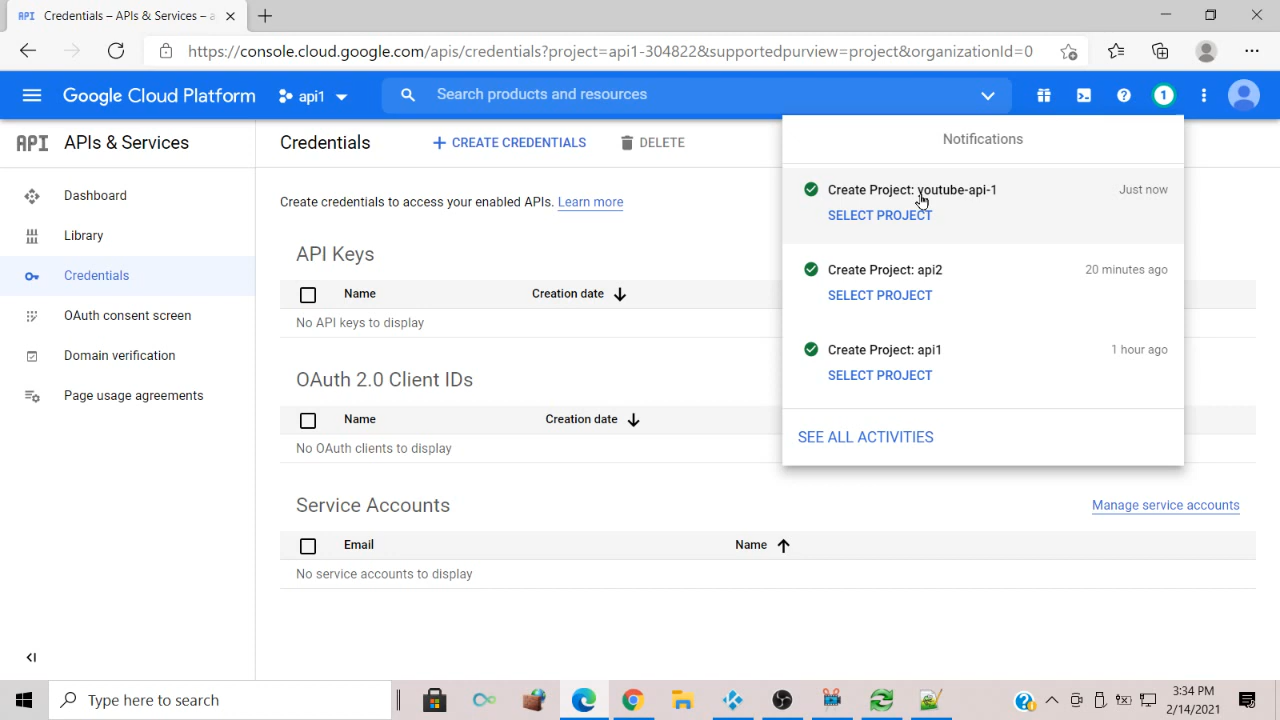 API Credentials – APIs & Services – a
https://console.cloud.google.com/apis/credentials?project=api1-304822&supportedpurview=project&organizationId=0
Google Cloud Platform
api1
Search products and resources
1
API APIs & Services
Credentials
CREATE CREDENTIALS
DELETE
Dashboard
Library
Credentials
OAuth consent screen
Domain verification
Page usage agreements
Create credentials to access your enabled APIs. Learn more
API Keys
Name Creation date
No API keys to display
OAuth 2.0 Client IDs
Name Creation date
No OAuth clients to display
Service Accounts
Manage service accounts
Email Name
No service accounts to display
Notifications
Create Project: youtube-api-1 Just now
SELECT PROJECT
Create Project: api2 20 minutes ago
SELECT PROJECT
Create Project: api1 1 hour ago
SELECT PROJECT
SEE ALL ACTIVITIES
Type here to search
3:34 PM
2/14/2021